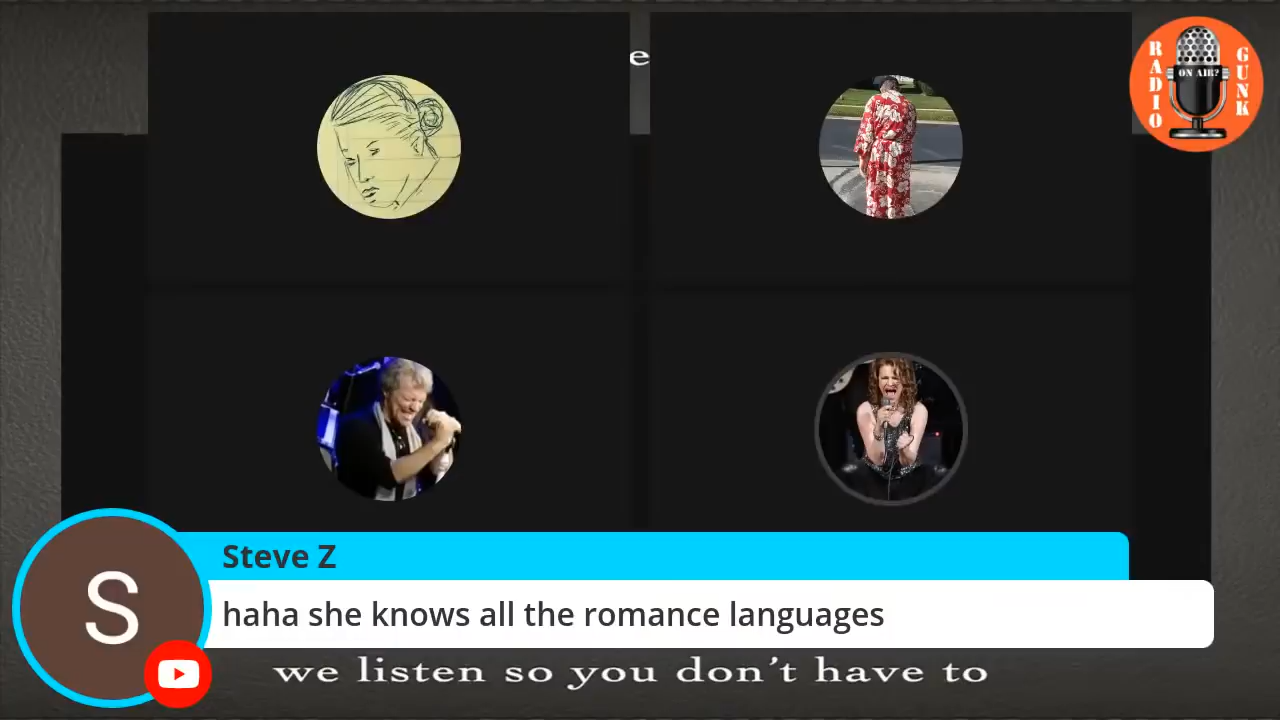 e
RADIO
ON AIR?
GUNK
Steve Z
S
haha she knows all the romance languages
we listen so you don't have to